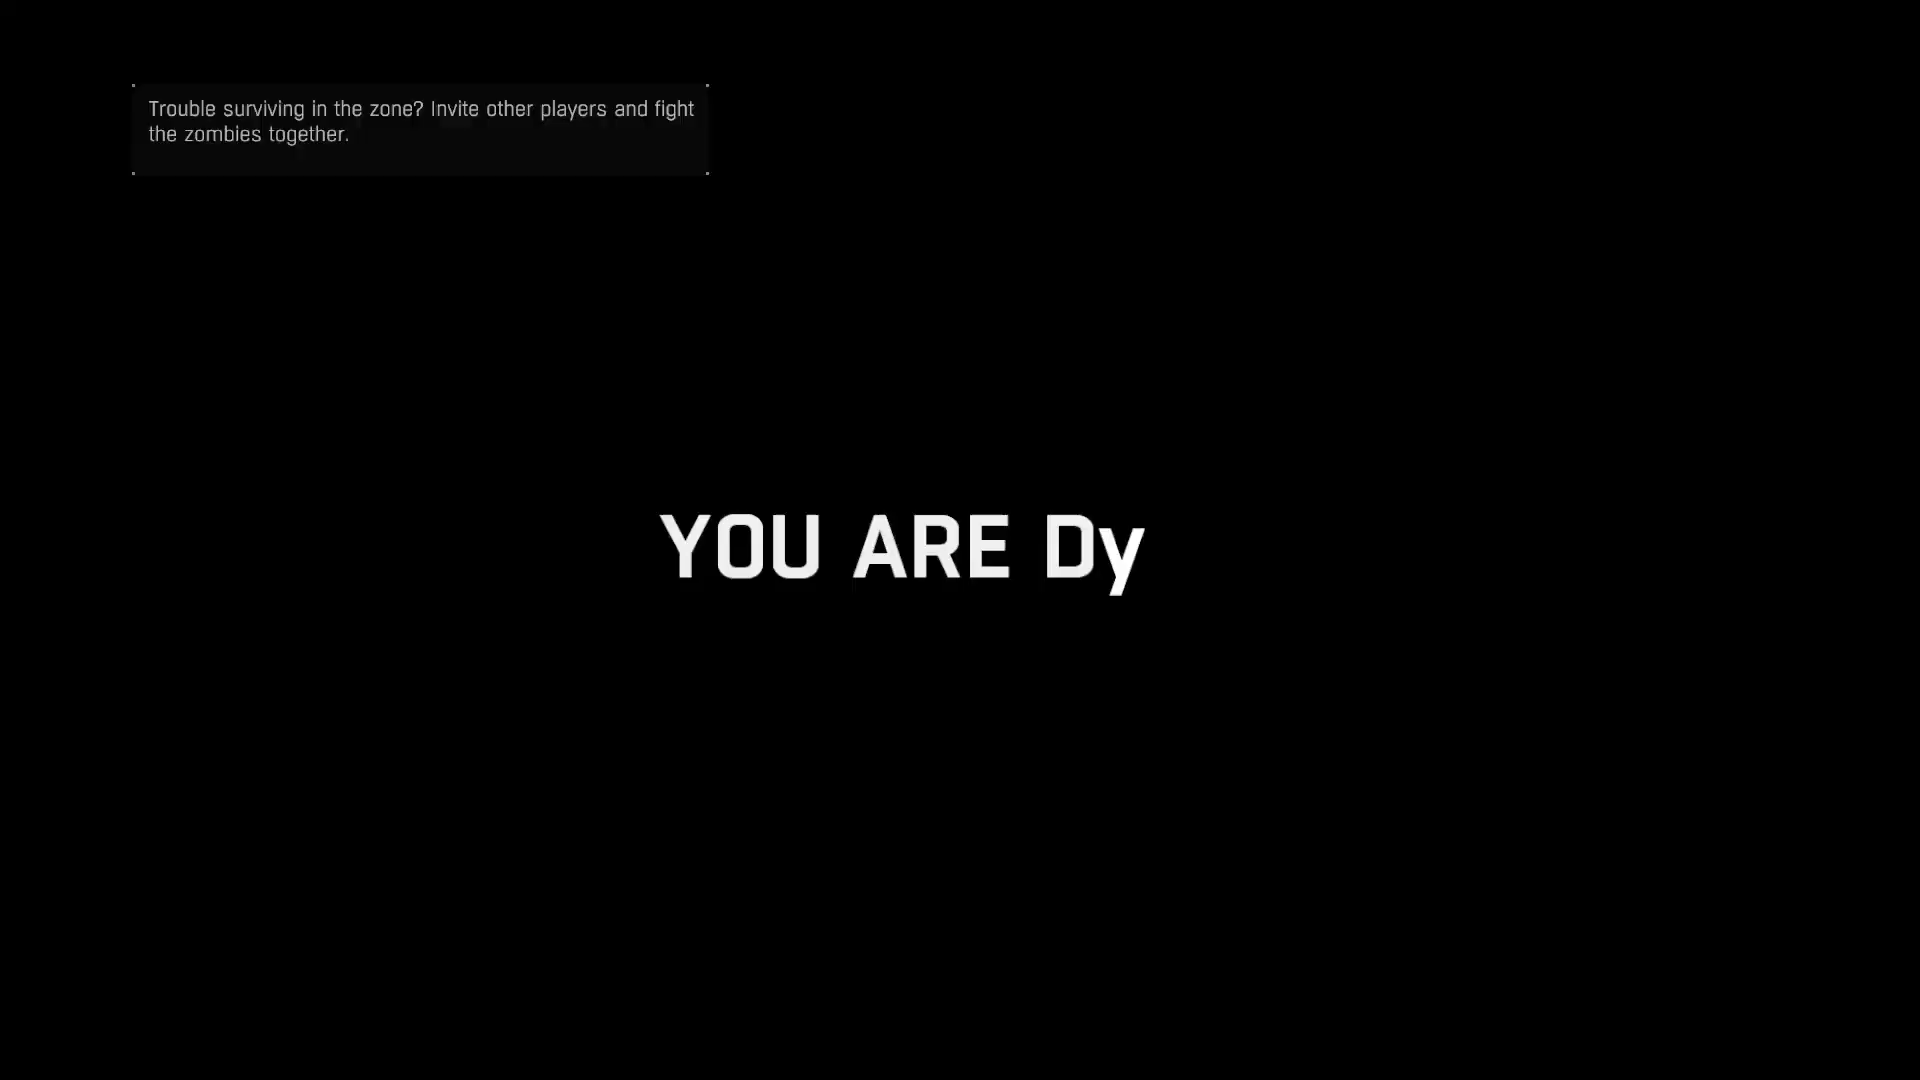 Trouble surviving in the zone? Invite other players and fight
the zombies together.
YOU ARE Dy